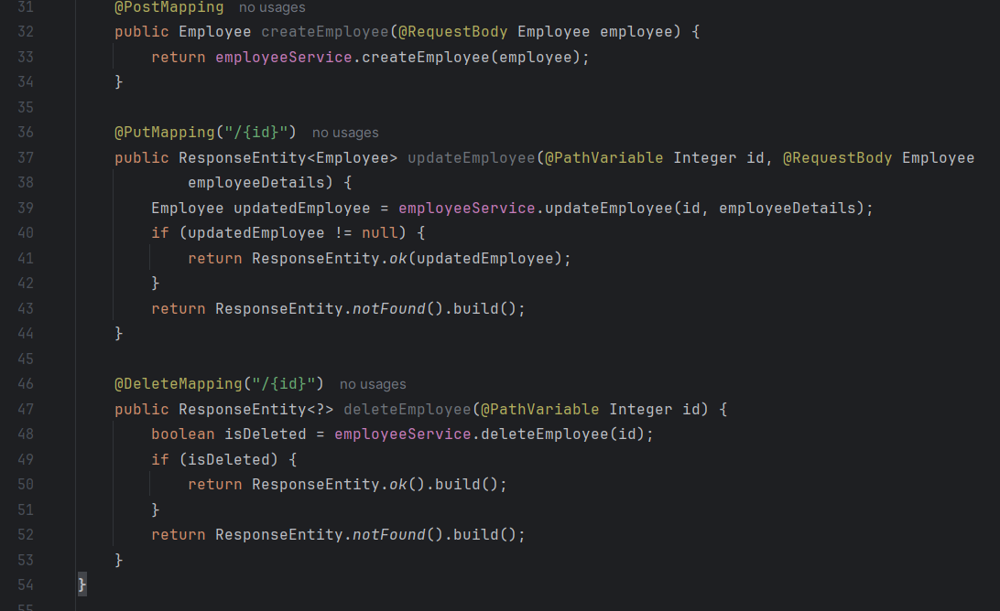 31 @PostMapping no usages
32 public Employee createEmployee(@RequestBody Employee employee) {
33 return employeeService.createEmployee(employee);
34 }
35
36 @PutMapping("/{id}") no usages
37 public ResponseEntity<Employee> updateEmployee(@PathVariable Integer id, @RequestBody Employee
38 employeeDetails) {
39 Employee updatedEmployee = employeeService.updateEmployee(id, employeeDetails);
40 if (updatedEmployee != null) {
41 return ResponseEntity.ok(updatedEmployee);
42 }
43 return ResponseEntity.notFound().build();
44 }
45
46 @DeleteMapping("/{id}") no usages
47 public ResponseEntity<?> deleteEmployee(@PathVariable Integer id) {
48 boolean isDeleted = employeeService.deleteEmployee(id);
49 if (isDeleted) {
50 return ResponseEntity.ok().build();
51 }
52 return ResponseEntity.notFound().build();
53 }
54 }
55